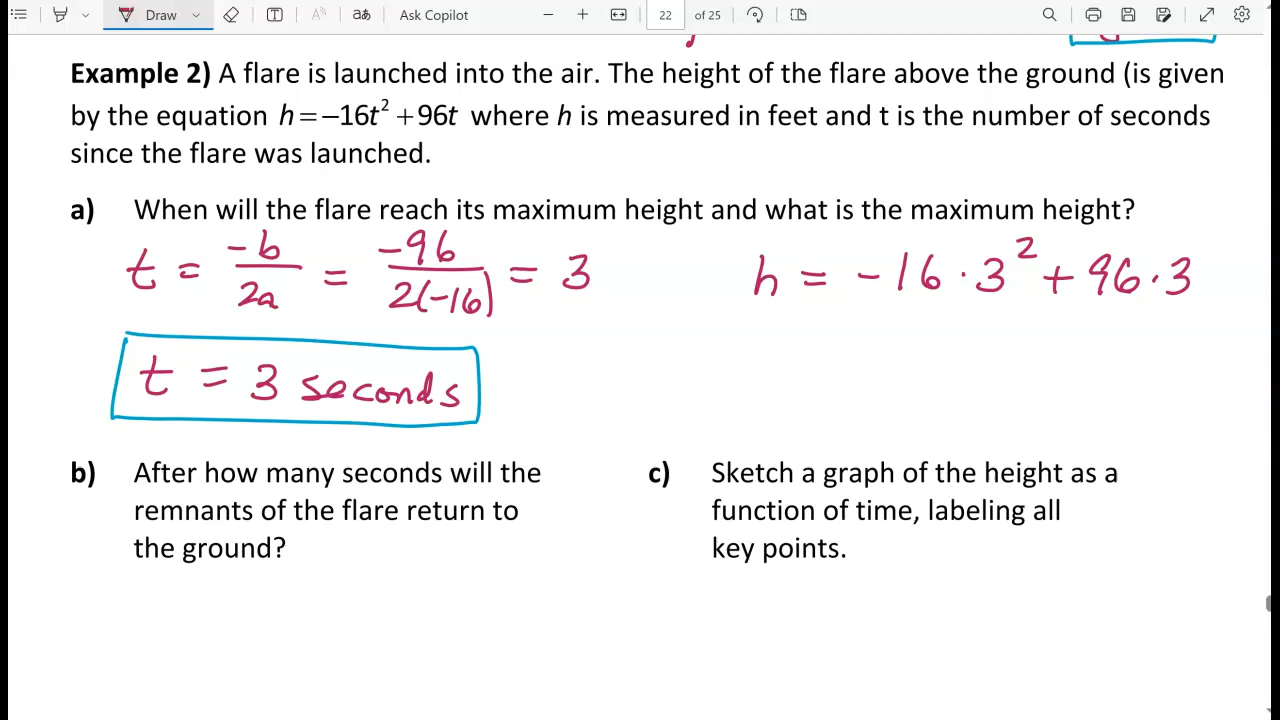 Draw
Ask Copilot
22 of 25
Example 2) A flare is launched into the air. The height of the flare above the ground (is given
by the equation h=−16t²+96t where h is measured in feet and t is the number of seconds
since the flare was launched.
a) When will the flare reach its maximum height and what is the maximum height?
t = -b/2a = -96/2(-16) = 3
h = -16·3²+96·3
t = 3 seconds
b) After how many seconds will the
remnants of the flare return to
the ground?
c) Sketch a graph of the height as a
function of time, labeling all
key points.